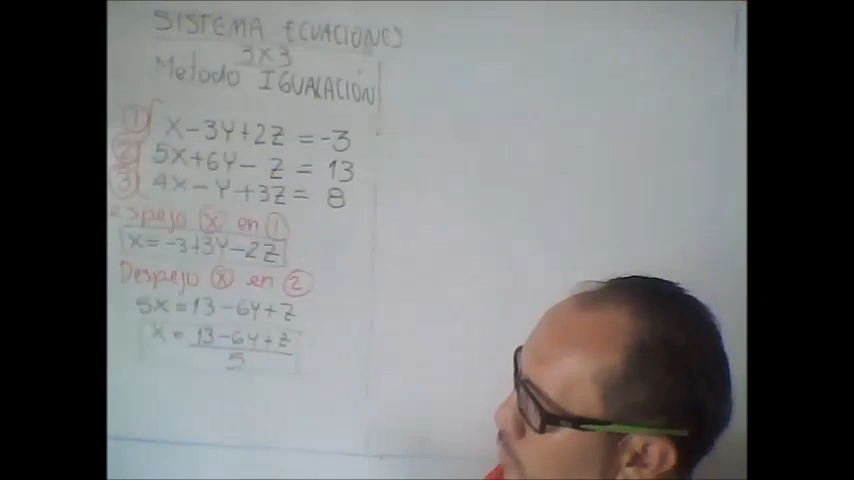 SISTEMA ECUACIONES
3X3
Metodo IGUALACIÓN
① X-3Y+2Z = -3
② 5X+6Y- Z = 13
③ 4X-Y+3Z= 8
espejo ⓧ en ①
X=-3+3Y-2Z
Despejo ⓧ en ②
5X=13-6Y+Z
X = 13-6Y+Z
5